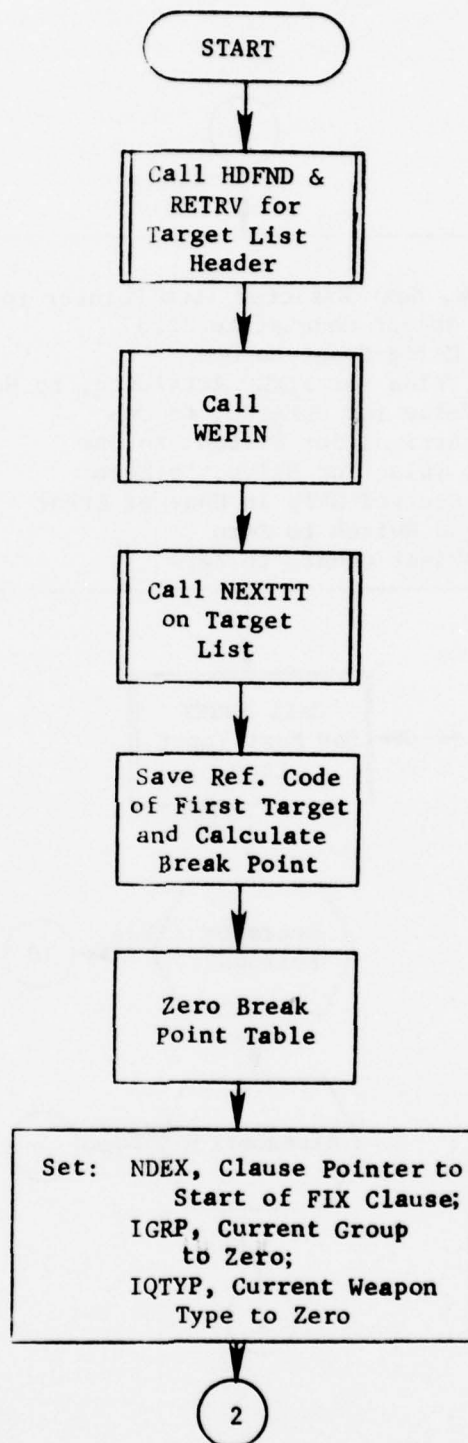 START
Call HDFND &
RETRV for
Target List
Header
Call
WEPIN
Call NEXTTT
on Target
List
Save Ref. Code
of First Target
and Calculate
Break Point
Zero Break
Point Table
Set: NDEX, Clause Pointer to
Start of FIX Clause;
IGRP, Current Group
to Zero;
IQTYP, Current Weapon
Type to Zero
2